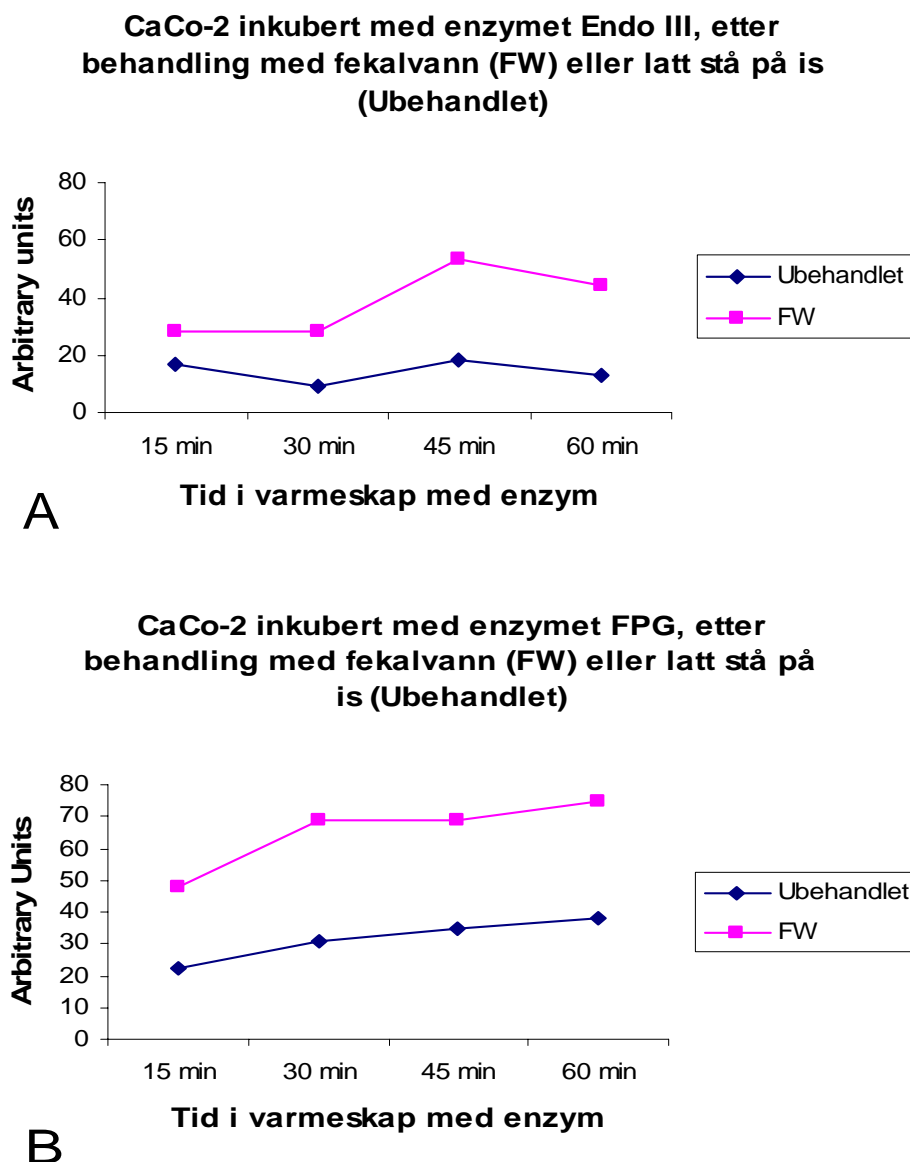 CaCo-2 inkubert med enzymet Endo III, etter
behandling med fekalvann (FW) eller latt stå på is
(Ubehandlet)
80
60
40
20
0
Arbitrary units
15 min 30 min 45 min 60 min
Tid i varmeskap med enzym
Ubehandlet
FW
A
CaCo-2 inkubert med enzymet FPG, etter
behandling med fekalvann (FW) eller latt stå på
is (Ubehandlet)
80
70
60
50
40
30
20
10
0
Arbitrary Units
15 min 30 min 45 min 60 min
Tid i varmeskap med enzym
Ubehandlet
FW
B